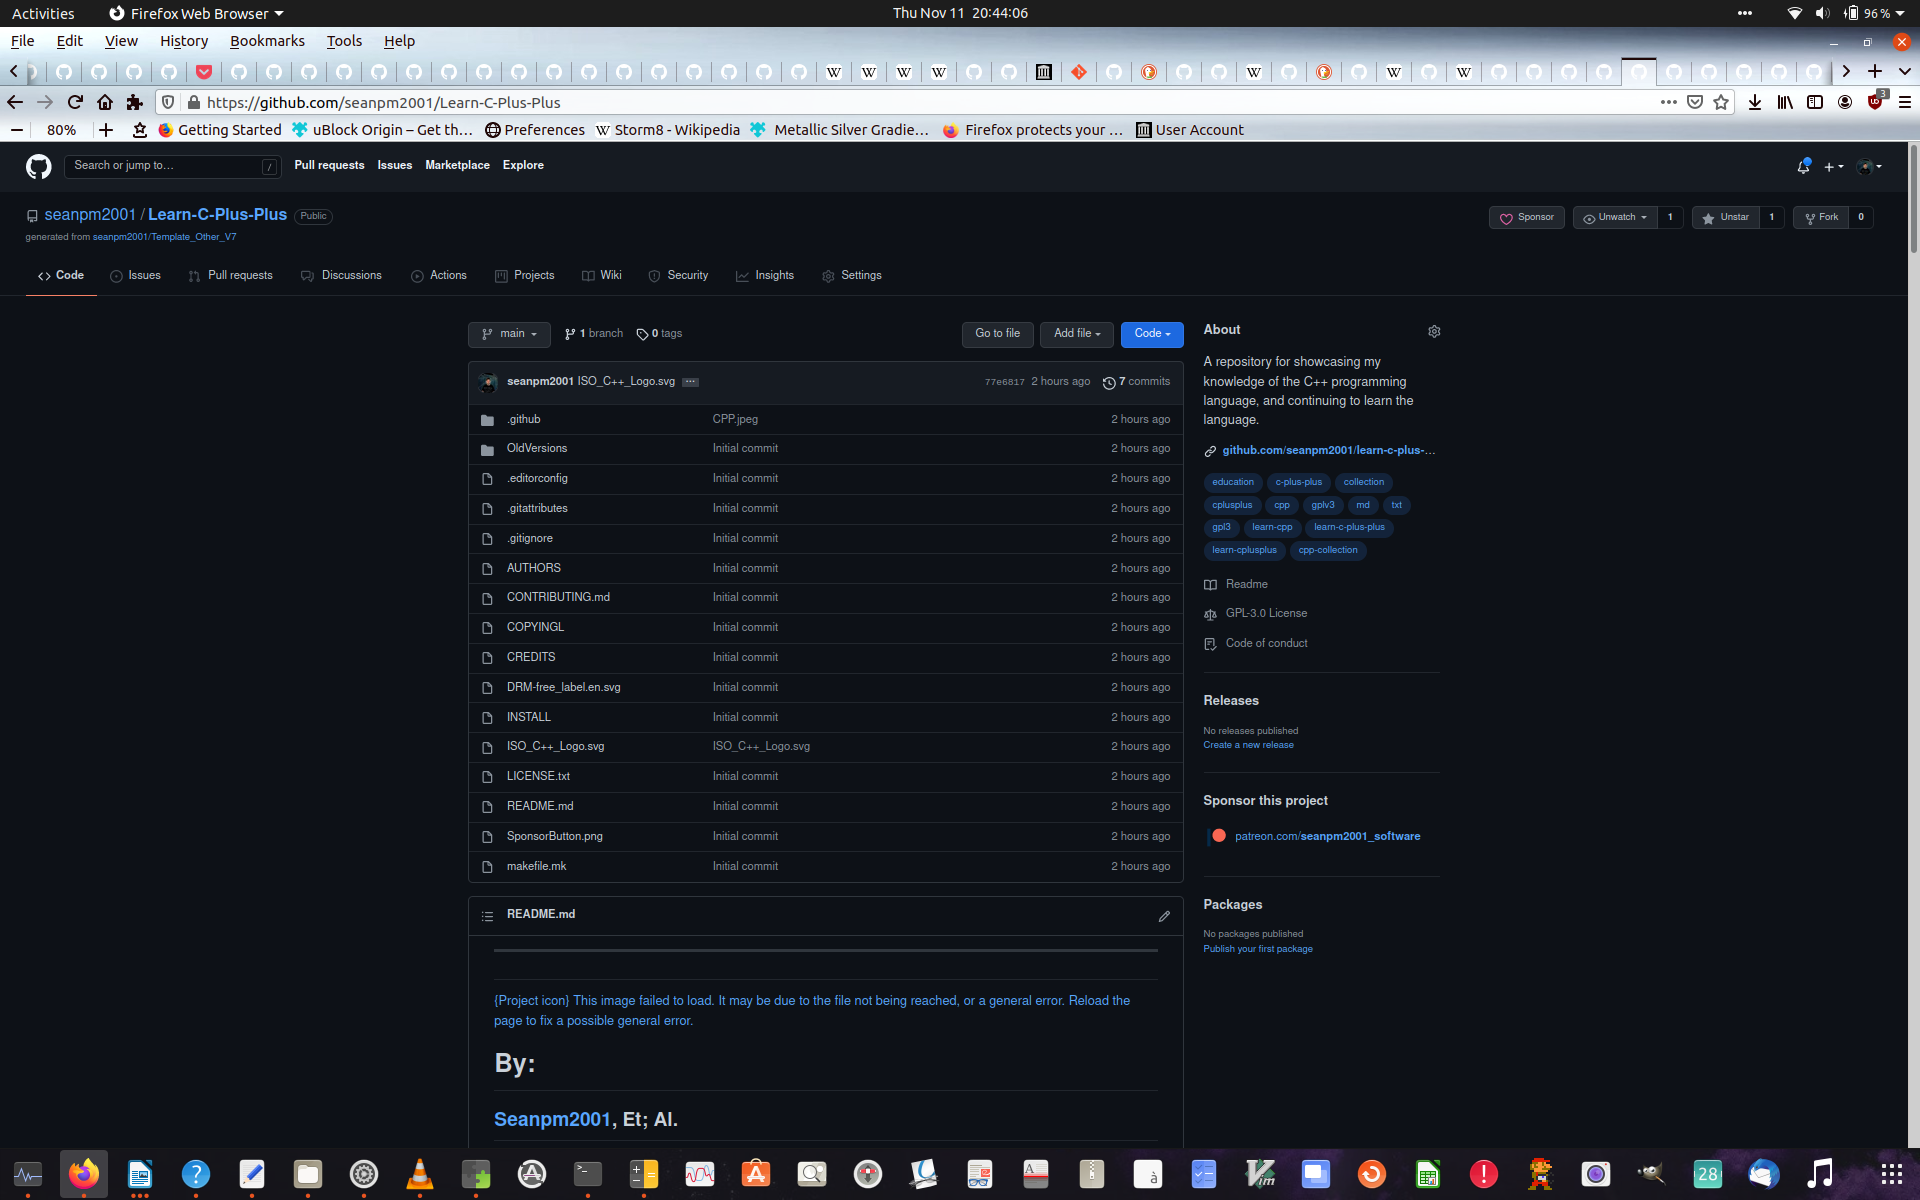 Activities
Firefox Web Browser
Thu Nov 11  20:44:06
96 %
File Edit View History Bookmarks Tools Help
https://github.com/seanpm2001/Learn-C-Plus-Plus
3
80%
Getting Started
uBlock Origin – Get th…
Preferences
Storm8 - Wikipedia
Metallic Silver Gradie…
Firefox protects your …
User Account
Search or jump to…
/
Pull requests Issues Marketplace Explore
seanpm2001 / Learn-C-Plus-Plus Public
generated from seanpm2001/Template_Other_V7
Sponsor
Unwatch 1
Unstar 1
Fork 0
Code Issues Pull requests Discussions Actions Projects Wiki Security Insights Settings
main
1 branch
0 tags
Go to file
Add file
Code
seanpm2001 ISO_C++_Logo.svg 77e6817 2 hours ago 7 commits
.github CPP.jpeg 2 hours ago
OldVersions Initial commit 2 hours ago
.editorconfig Initial commit 2 hours ago
.gitattributes Initial commit 2 hours ago
.gitignore Initial commit 2 hours ago
AUTHORS Initial commit 2 hours ago
CONTRIBUTING.md Initial commit 2 hours ago
COPYINGL Initial commit 2 hours ago
CREDITS Initial commit 2 hours ago
DRM-free_label.en.svg Initial commit 2 hours ago
INSTALL Initial commit 2 hours ago
ISO_C++_Logo.svg ISO_C++_Logo.svg 2 hours ago
LICENSE.txt Initial commit 2 hours ago
README.md Initial commit 2 hours ago
SponsorButton.png Initial commit 2 hours ago
makefile.mk Initial commit 2 hours ago
README.md
{Project icon} This image failed to load. It may be due to the file not being reached, or a general error. Reload the
page to fix a possible general error.
By:
Seanpm2001, Et; Al.
About
A repository for showcasing my
knowledge of the C++ programming
language, and continuing to learn the
language.
github.com/seanpm2001/learn-c-plus-…
education c-plus-plus collection
cplusplus cpp gplv3 md txt
gpl3 learn-cpp learn-c-plus-plus
learn-cplusplus cpp-collection
Readme
GPL-3.0 License
Code of conduct
Releases
No releases published
Create a new release
Sponsor this project
patreon.com/seanpm2001_software
Packages
No packages published
Publish your first package
28